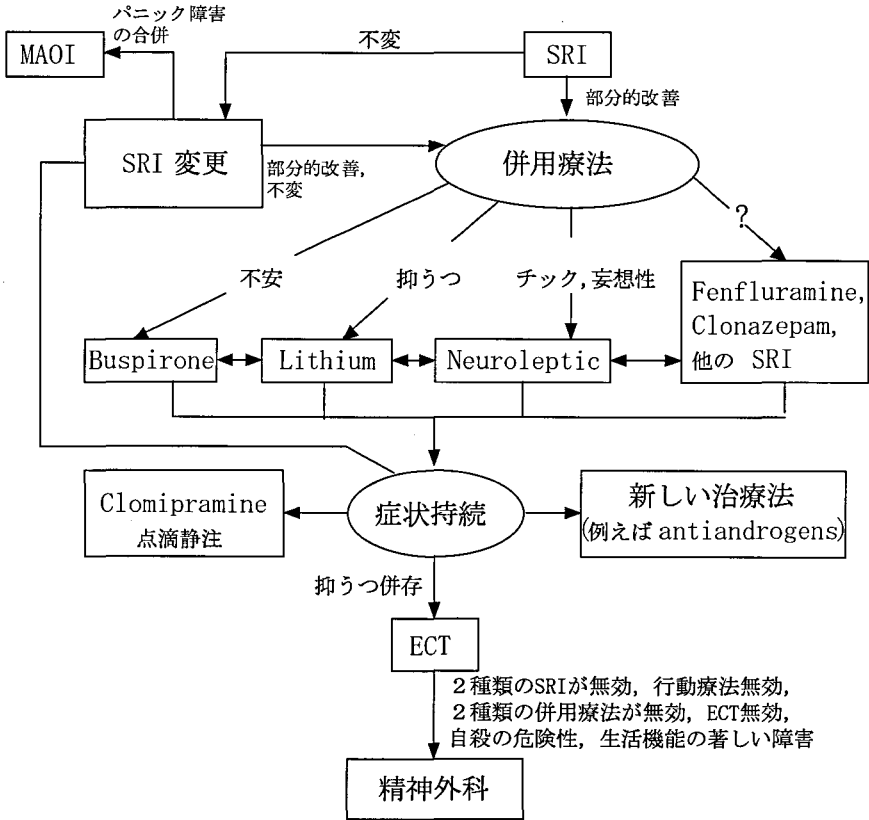 パニック障害
の合併
MAOI
不変
SRI
部分的改善
SRI 変更
部分的改善,
不変
併用療法
?
不安
抑うつ
チック, 妄想性
Fenfluramine,
Clonazepam,
他の SRI
Buspirone
Lithium
Neuroleptic
Clomipramine
点滴静注
症状持続
新しい治療法
(例えば antiandrogens)
抑うつ併存
ECT
2種類のSRIが無効, 行動療法無効,
2種類の併用療法が無効, ECT無効,
自殺の危険性, 生活機能の著しい障害
精神外科